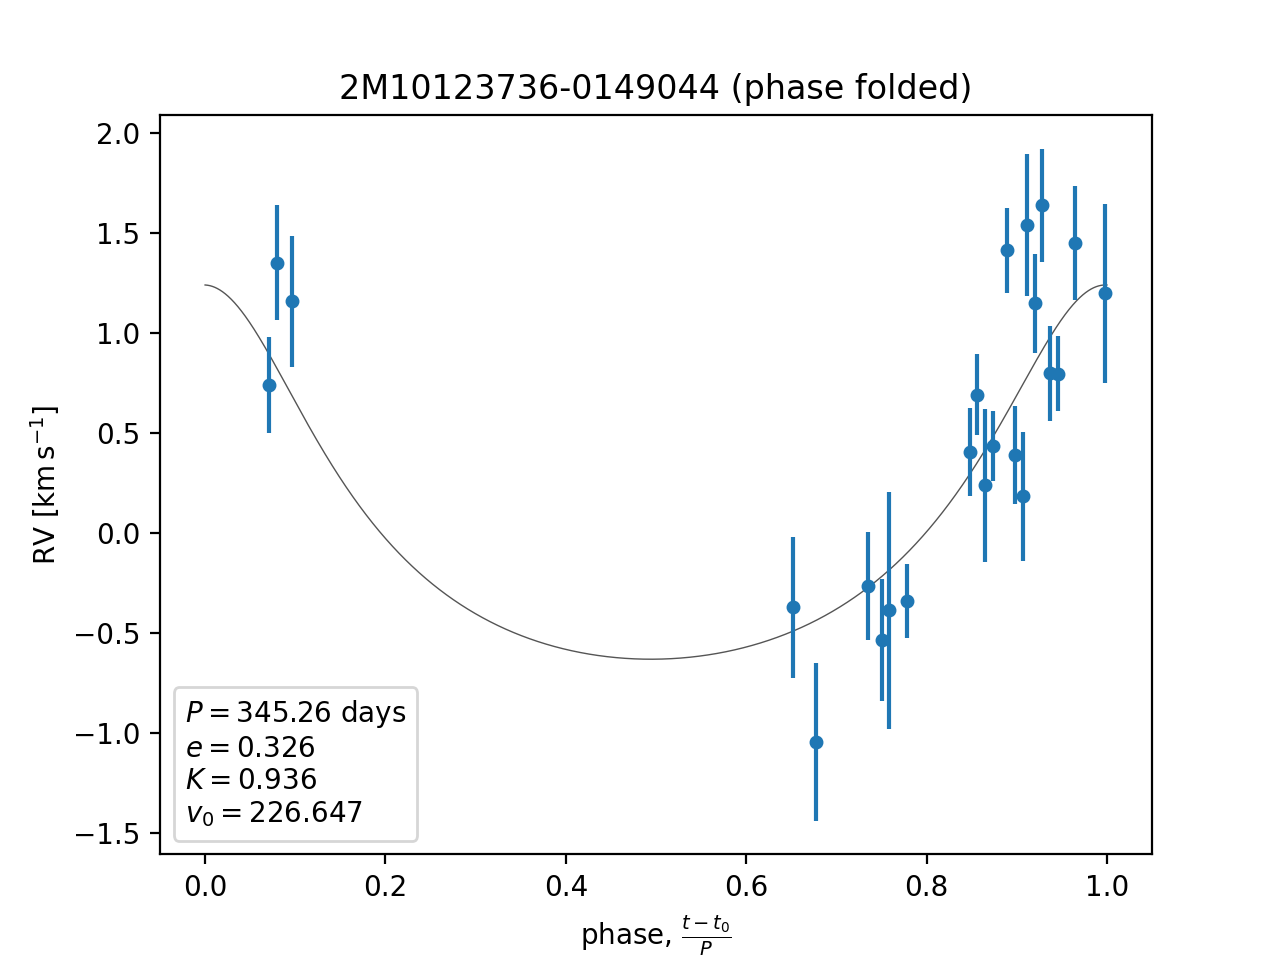 2M10123736-0149044 (phase folded)
2.0
1.5
1.0
0.5
0.0
−0.5
−1.0
−1.5
RV [km s⁻¹]
P = 345.26 days
e = 0.326
K = 0.936
v₀ = 226.647
0.0 0.2 0.4 0.6 0.8 1.0
phase, (t − t₀)/P